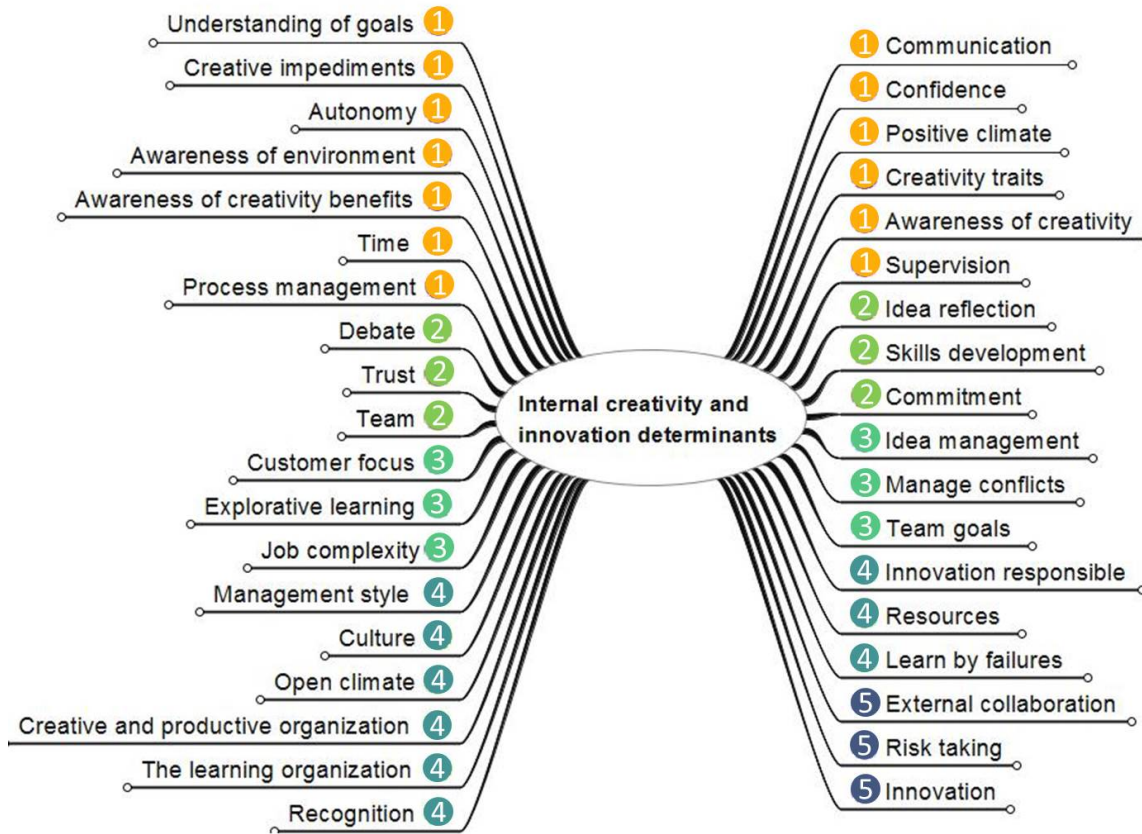 Understanding of goals 1
Creative impediments 1
Autonomy 1
Awareness of environment 1
Awareness of creativity benefits 1
Time 1
Process management 1
Debate 2
Trust 2
Team 2
Customer focus 3
Explorative learning 3
Job complexity 3
Management style 4
Culture 4
Open climate 4
Creative and productive organization 4
The learning organization 4
Recognition 4
Internal creativity and
innovation determinants
1 Communication
1 Confidence
1 Positive climate
1 Creativity traits
1 Awareness of creativity
1 Supervision
2 Idea reflection
2 Skills development
2 Commitment
3 Idea management
3 Manage conflicts
3 Team goals
4 Innovation responsible
4 Resources
4 Learn by failures
5 External collaboration
5 Risk taking
5 Innovation